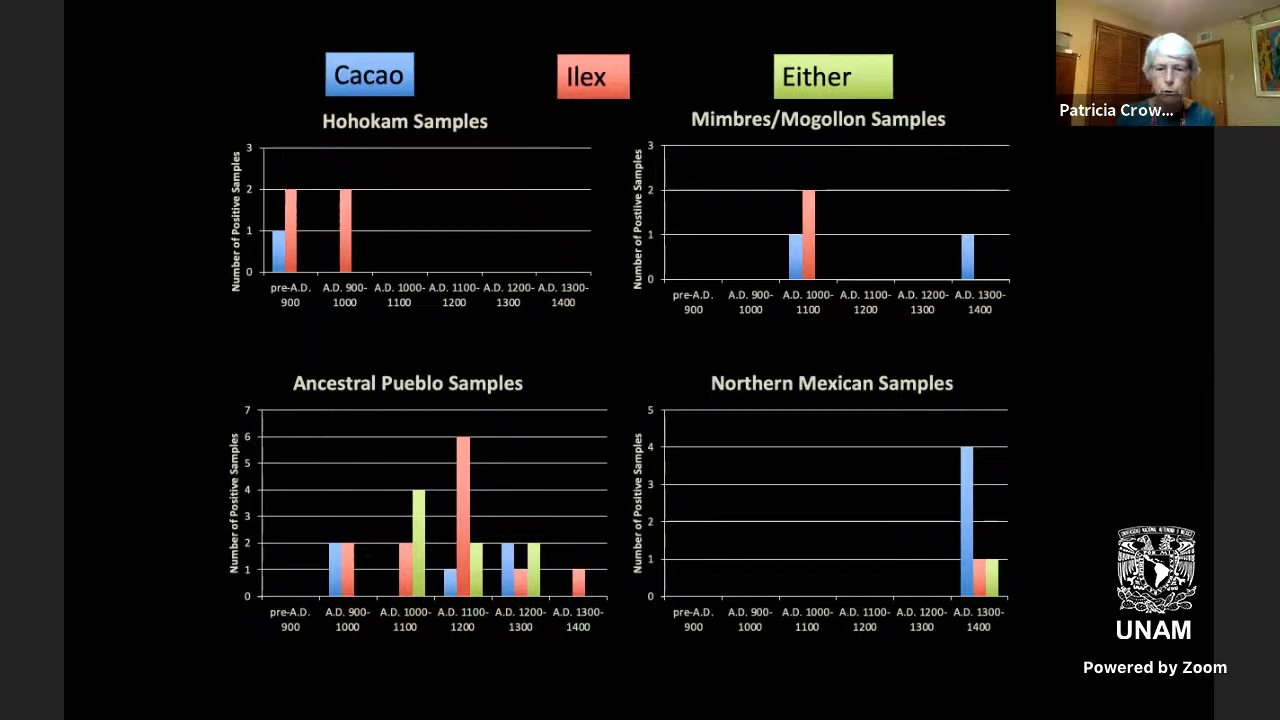 Cacao
Ilex
Either
Patricia Crow...
Hohokam Samples
Number of Positive Samples
3
2
1
0
pre-A.D. 900
A.D. 900-1000
A.D. 1000-1100
A.D. 1100-1200
A.D. 1200-1300
A.D. 1300-1400
Mimbres/Mogollon Samples
Number of Positive Samples
3
2
1
0
pre-A.D. 900
A.D. 900-1000
A.D. 1000-1100
A.D. 1100-1200
A.D. 1200-1300
A.D. 1300-1400
Ancestral Pueblo Samples
Number of Positive Samples
7
6
5
4
3
2
1
0
pre-A.D. 900
A.D. 900-1000
A.D. 1000-1100
A.D. 1100-1200
A.D. 1200-1300
A.D. 1300-1400
Northern Mexican Samples
Number of Positive Samples
5
4
3
2
1
0
pre-A.D. 900
A.D. 900-1000
A.D. 1000-1100
A.D. 1100-1200
A.D. 1200-1300
A.D. 1300-1400
UNAM
Powered by Zoom